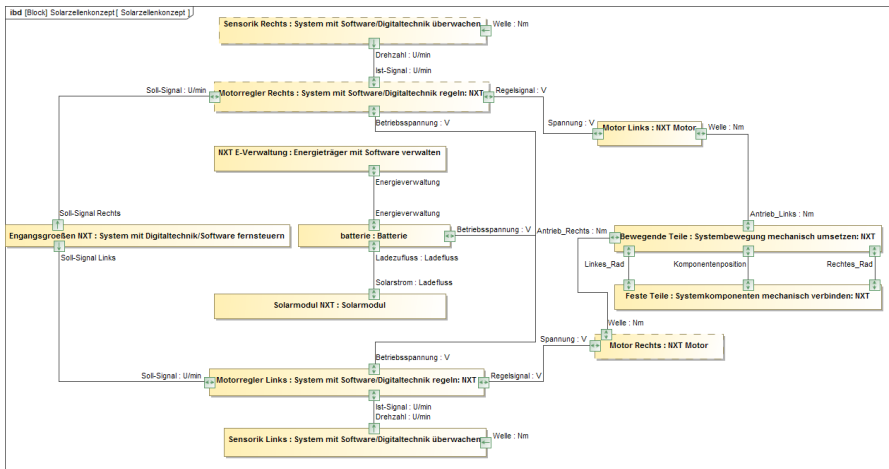 ibd [Block] Solarzellenkonzept [ Solarzellenkonzept ]
Sensorik Rechts : System mit Software/Digitaltechnik überwachen
Welle : Nm
Drehzahl : U/min
Ist-Signal : U/min
Soll-Signal : U/min
Motorregler Rechts : System mit Software/Digitaltechnik regeln: NXT
Regelsignal : V
Betriebsspannung : V
Spannung : V
Motor Links : NXT Motor
Welle : Nm
NXT E-Verwaltung : Energieträger mit Software verwalten
Energieverwaltung
Soll-Signal Rechts
Energieverwaltung
Antrieb_Links : Nm
Engangsgroßen NXT : System mit Digitaltechnik/Software fernsteuern
batterie : Batterie
Betriebsspannung : V
Antrieb_Rechts : Nm
Bewegende Teile : Systembewegung mechanisch umsetzen: NXT
Soll-Signal Links
Ladezufluss : Ladefluss
Linkes_Rad
Komponentenposition
Rechtes_Rad
Solarstrom : Ladefluss
Solarmodul NXT : Solarmodul
Feste Teile : Systemkomponenten mechanisch verbinden: NXT
Welle : Nm
Spannung : V
Motor Rechts : NXT Motor
Betriebsspannung : V
Soll-Signal : U/min
Motorregler Links : System mit Software/Digitaltechnik regeln: NXT
Regelsignal : V
Ist-Signal : U/min
Drehzahl : U/min
Sensorik Links : System mit Software/Digitaltechnik überwachen
Welle : Nm